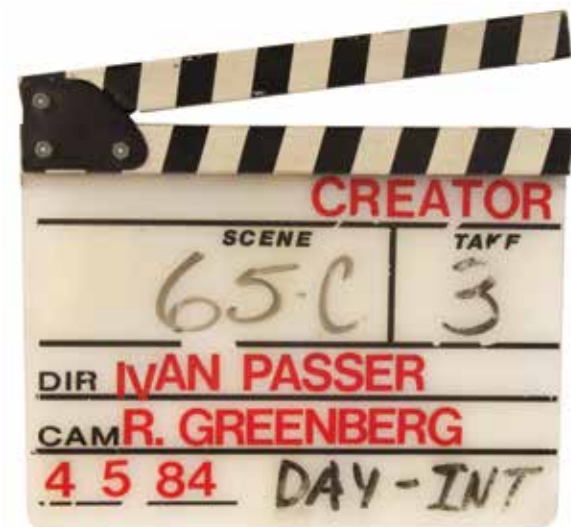 CREATOR
SCENE TAKE
65-C 3
DIR IVAN PASSER
CAM R. GREENBERG
4 5 84 DAY-INT